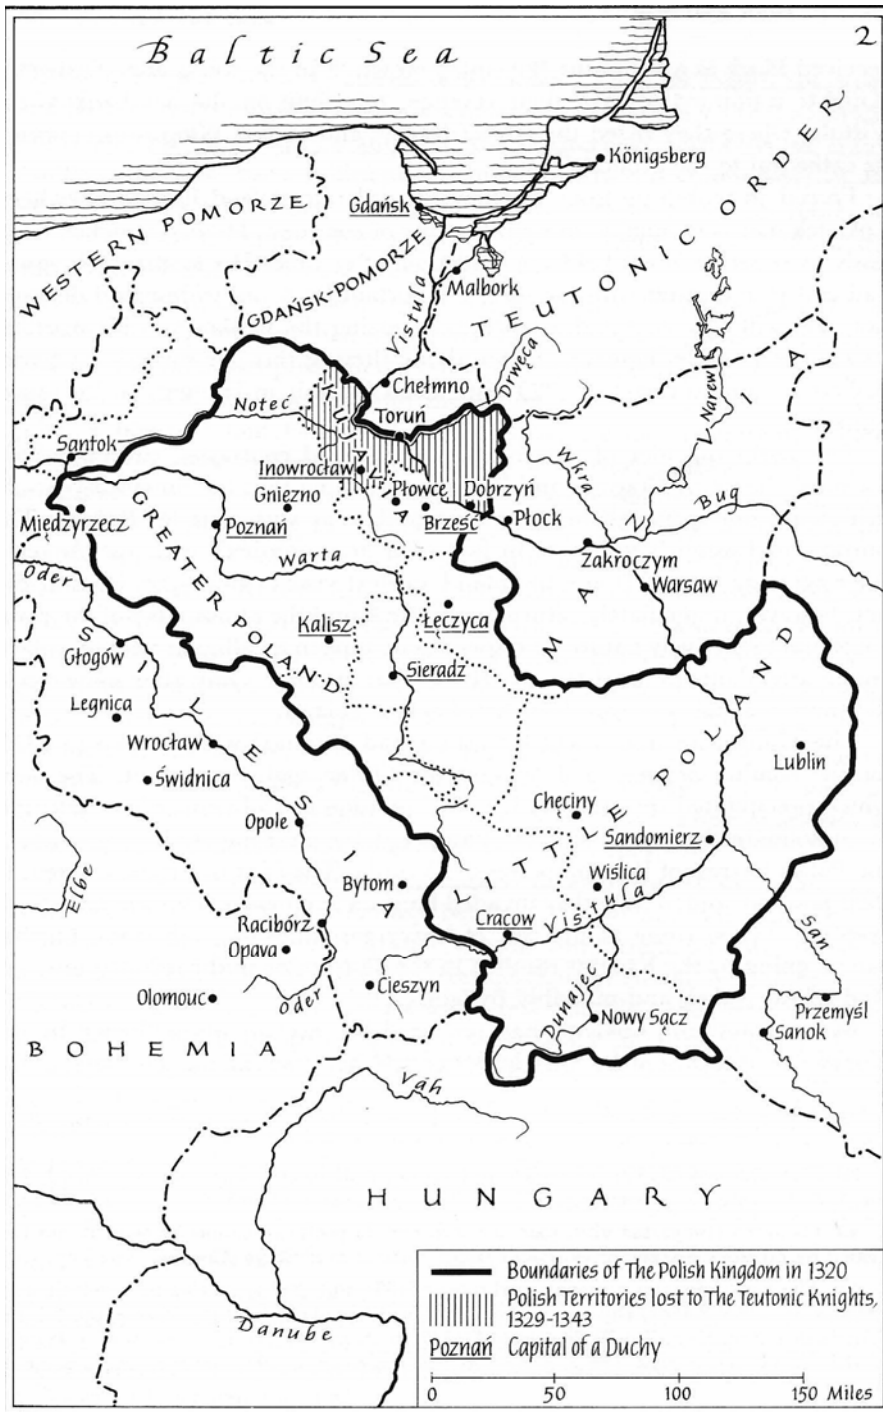 2
Baltic Sea
Königsberg
Gdańsk
WESTERN POMORZE
GDAŃSK-POMORZE
TEUTONIC ORDER
Malbork
Vistula
Drwęca
Chełmno
Narew
Noteć
KUJAVIA
Toruń
Santok
Inowrocław
Wkra
MAZOVIA
Gniezno
Płowce
Dobrzyń
Bug
Międzyrzecz
Poznań
Brześć
Płock
GREATER POLAND
Zakroczym
Oder
Warta
Warsaw
Łęczyca
Kalisz
Głogów
Sieradz
SILESIA
Legnica
LITTLE POLAND
Wrocław
Lublin
Świdnica
Chęciny
Opole
Sandomierz
Elbe
Bytom
Wiślica
Vistula
Racibórz
Cracow
San
Opava
Cieszyn
Dunajec
Oder
Olomouc
Nowy Sącz
Przemyśl
Sanok
BOHEMIA
Váh
HUNGARY
Danube
Boundaries of The Polish Kingdom in 1320
Polish Territories lost to The Teutonic Knights,
1329-1343
Poznań Capital of a Duchy
0 50 100 150 Miles